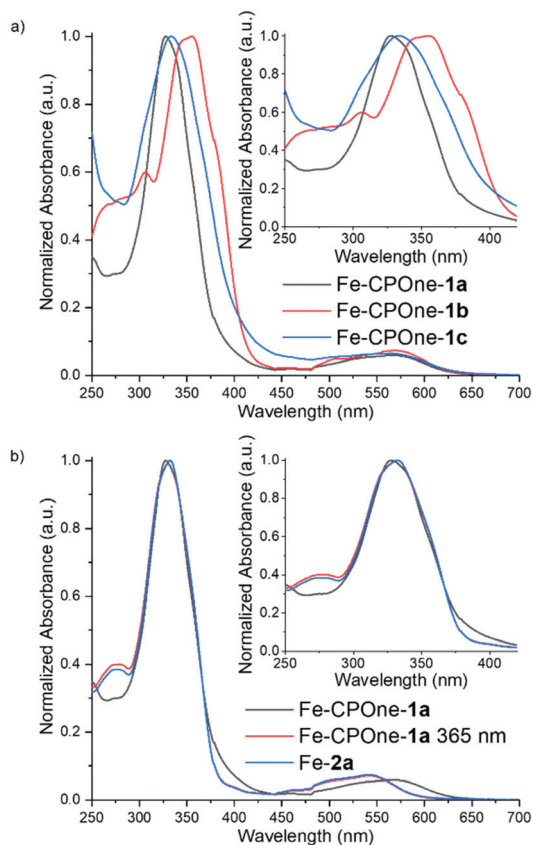 a)
Normalized Absorbance (a.u.)
1.0
0.8
0.6
0.4
0.2
0.0
250 300 350 400 450 500 550 600 650 700
Wavelength (nm)
Normalized Absorbance (a.u.)
1.0
0.8
0.6
0.4
0.2
0.0
250 300 350 400
Wavelength (nm)
Fe-CPOne-1a
Fe-CPOne-1b
Fe-CPOne-1c
b)
Normalized Absorbance (a.u.)
1.0
0.8
0.6
0.4
0.2
0.0
250 300 350 400 450 500 550 600 650 700
Wavelength (nm)
Normalized Absorbance (a.u.)
1.0
0.8
0.6
0.4
0.2
0.0
250 300 350 400
Wavelength (nm)
Fe-CPOne-1a
Fe-CPOne-1a 365 nm
Fe-2a